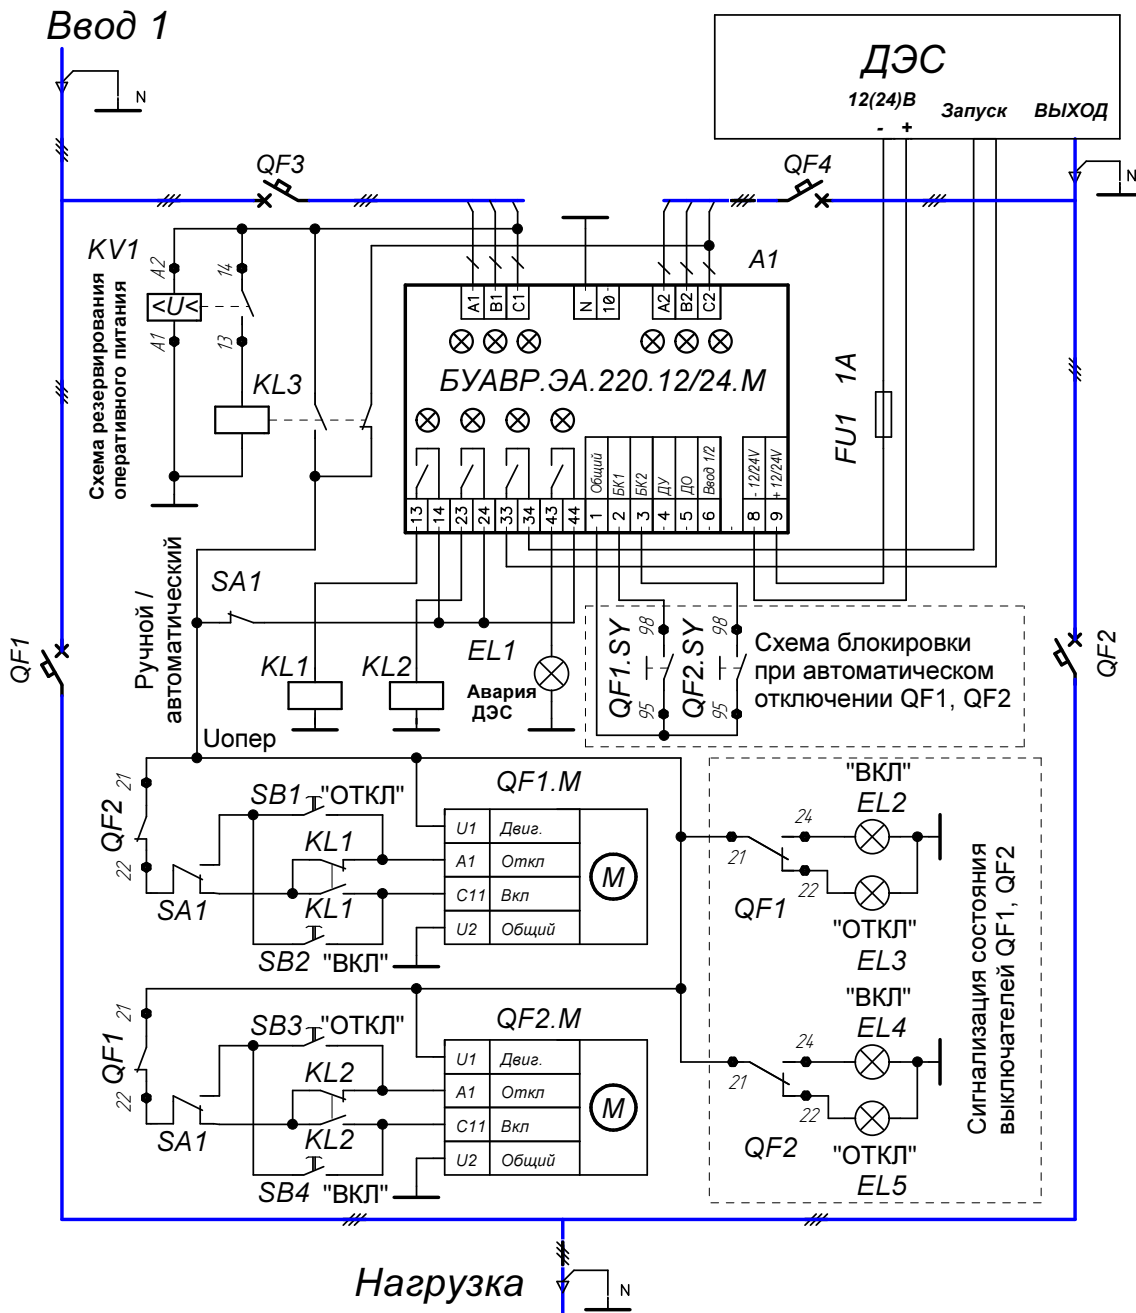 Ввод 1
N
ДЭС
12(24)В
- +
Запуск
ВЫХОД
N
QF3
QF4
KV1
A2
14
<U<
A1
13
KL3
Схема резервирования
оперативного питания
A1
A1
B1
C1
N
10
A2
B2
C2
БУАВР.ЭА.220.12/24.М
FU1 1A
Общий
БК1
БК2
ДУ
ДО
Ввод 1/2
- 12/24V
+ 12/24V
13
14
23
24
33
34
43
44
1
2
3
4
5
6
-
8
9
QF1
Ручной /
автоматический
SA1
KL1
KL2
EL1
Авария
ДЭС
QF1.SY
98
95
QF2.SY
98
95
Схема блокировки
при автоматическом
отключении QF1, QF2
QF2
Uопер
21
QF2
22
SA1
SB1 "ОТКЛ"
KL1
KL1
SB2 "ВКЛ"
QF1.M
U1 Двиг.
A1 Откл
C11 Вкл
U2 Общий
M
"ВКЛ"
EL2
24
21
22
QF1
"ОТКЛ"
EL3
21
QF1
22
SA1
SB3 "ОТКЛ"
KL2
KL2
SB4 "ВКЛ"
QF2.M
U1 Двиг.
A1 Откл
C11 Вкл
U2 Общий
M
"ВКЛ"
EL4
24
21
22
QF2
"ОТКЛ"
EL5
Сигнализация состояния
выключателей QF1, QF2
Нагрузка
N